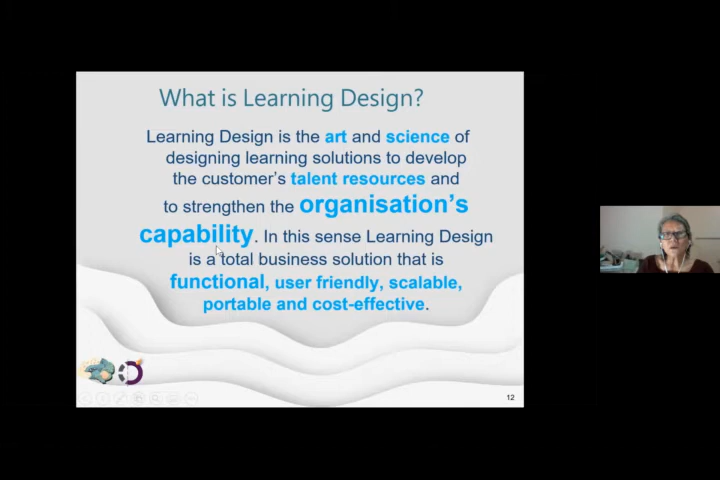 What is Learning Design?
Learning Design is the art and science of
designing learning solutions to develop
the customer's talent resources and
to strengthen the organisation's
capability. In this sense Learning Design
is a total business solution that is
functional, user friendly, scalable,
portable and cost-effective.
12